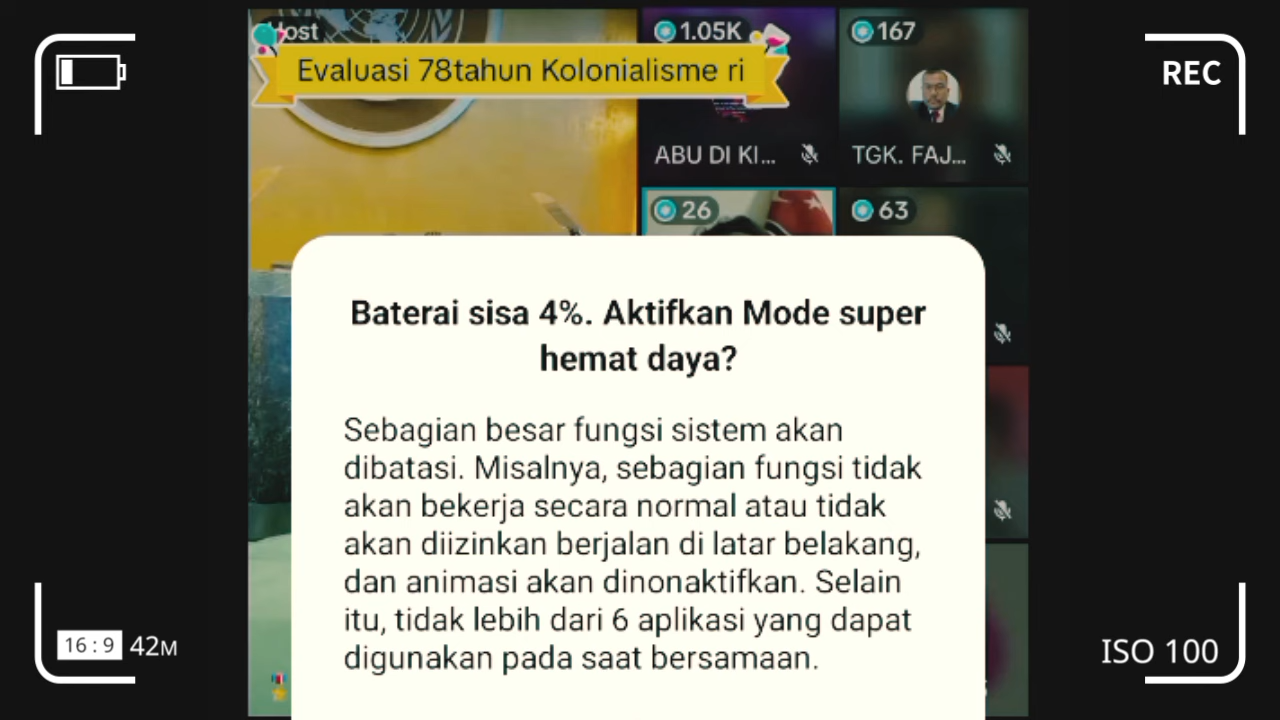 Host
1.05K
167
Evaluasi 78tahun Kolonialisme ri
REC
ABU DI KI...
TGK. FAJ...
26
63
Baterai sisa 4%. Aktifkan Mode super
hemat daya?
Sebagian besar fungsi sistem akan
dibatasi. Misalnya, sebagian fungsi tidak
akan bekerja secara normal atau tidak
akan diizinkan berjalan di latar belakang,
dan animasi akan dinonaktifkan. Selain
itu, tidak lebih dari 6 aplikasi yang dapat
digunakan pada saat bersamaan.
16:9 42M
ISO 100